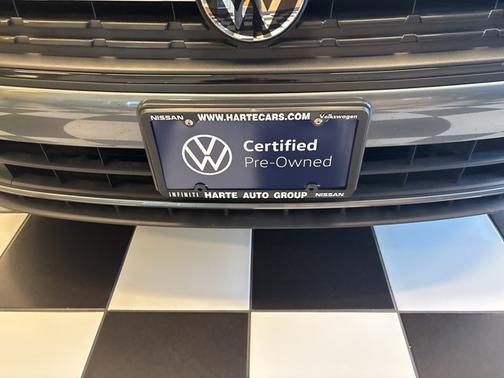 NISSAN WWW.HARTECARS.COM Volkswagen
Certified
Pre-Owned
INFINITI HARTE AUTO GROUP NISSAN